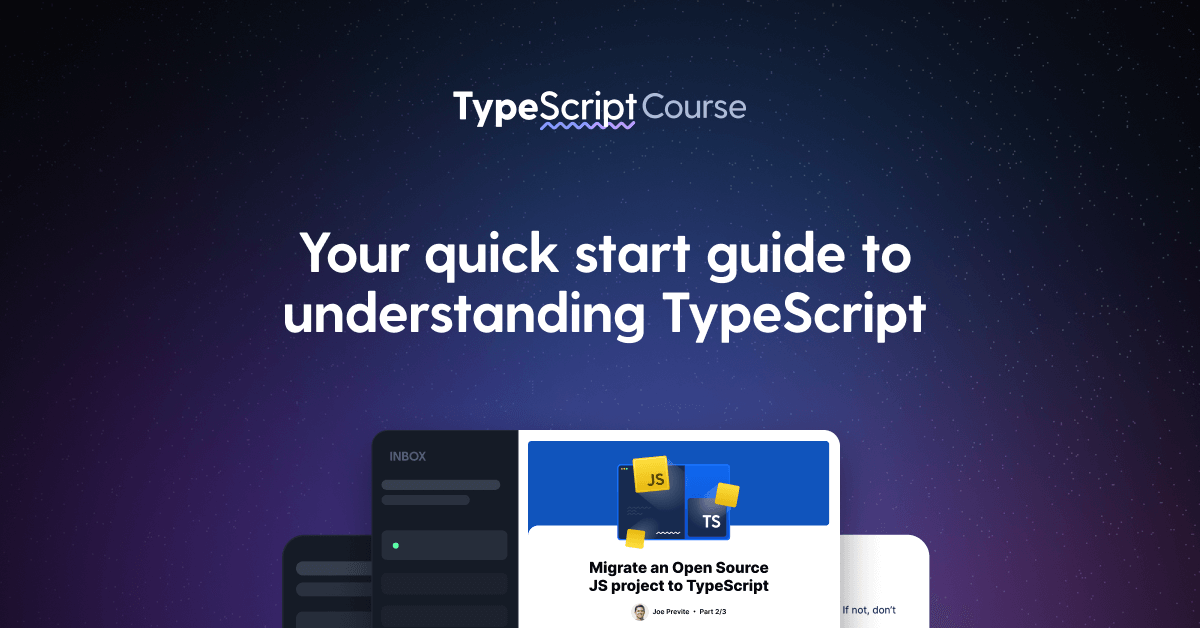 TypeScript Course
Your quick start guide to
understanding TypeScript
INBOX
JS
TS
Migrate an Open Source
JS project to TypeScript
Joe Previte • Part 2/3
If not, don’t